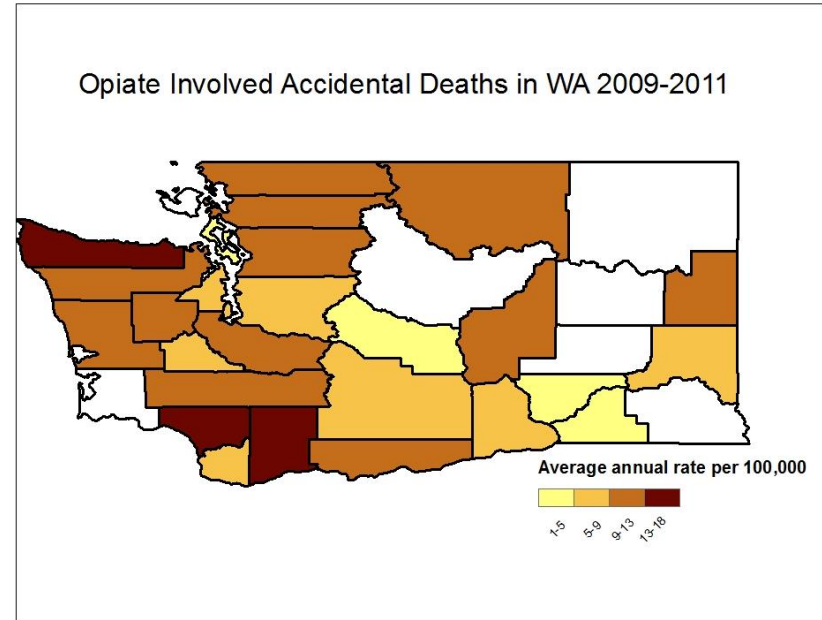 Opiate Involved Accidental Deaths in WA 2009-2011
Average annual rate per 100,000
1-5
5-9
9-13
13-18